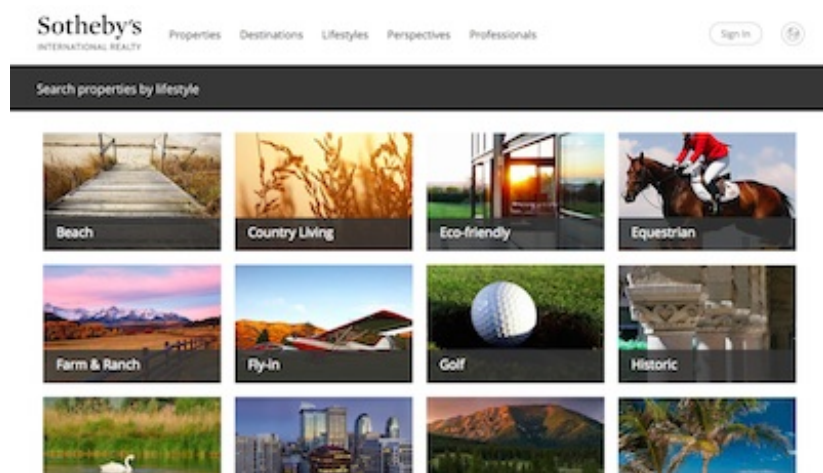 Sotheby's
INTERNATIONAL REALTY
Properties Destinations Lifestyles Perspectives Professionals Sign In
Search properties by lifestyle
Beach Country Living Eco-friendly Equestrian
Farm & Ranch Fly-in Golf Historic